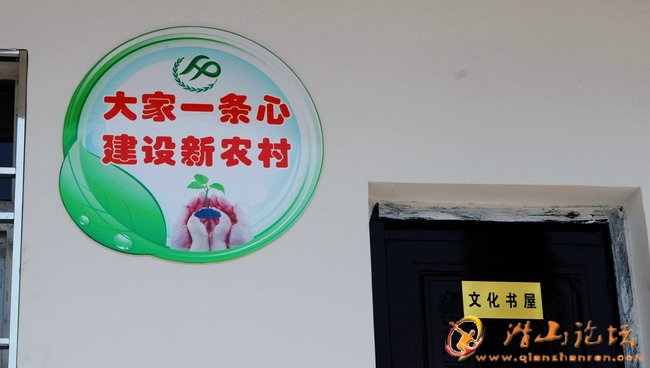 大家一条心
建设新农村
文化书屋
潜山论坛
www.qianshanren.com